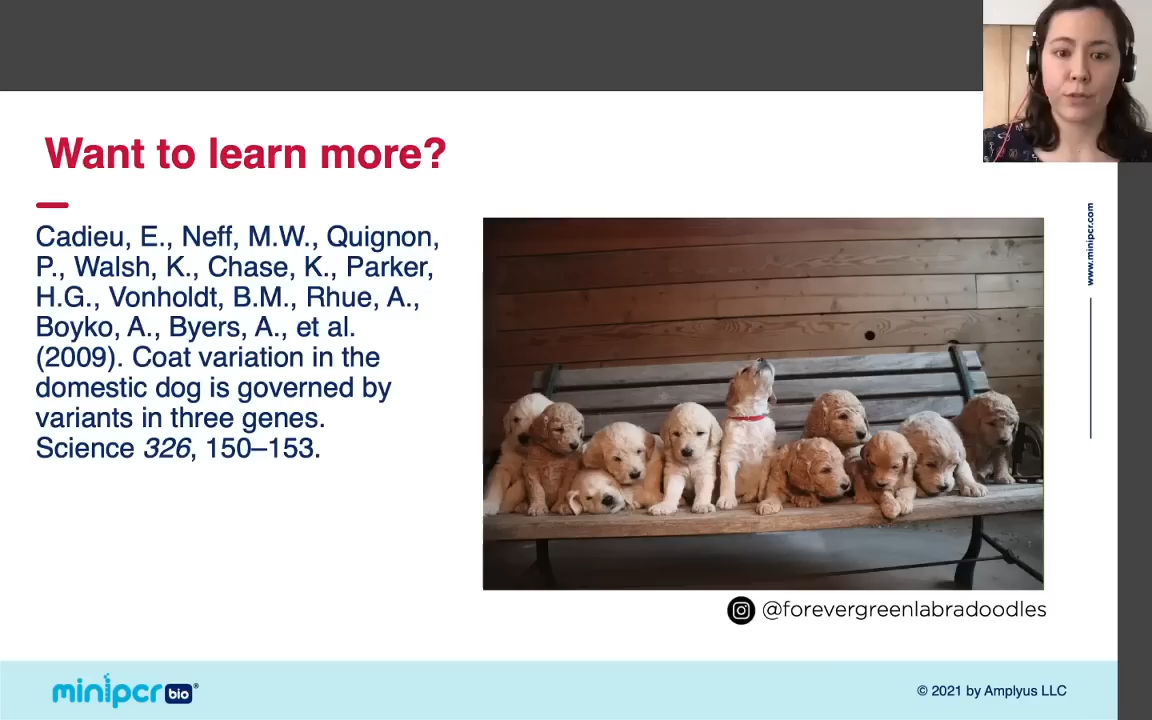 Want to learn more?
Cadieu, E., Neff, M.W., Quignon,
P., Walsh, K., Chase, K., Parker,
H.G., Vonholdt, B.M., Rhue, A.,
Boyko, A., Byers, A., et al.
(2009). Coat variation in the
domestic dog is governed by
variants in three genes.
Science 326, 150–153.
www.minipcr.com
@forevergreenlabradoodles
minipcr bio®
© 2021 by Amplyus LLC